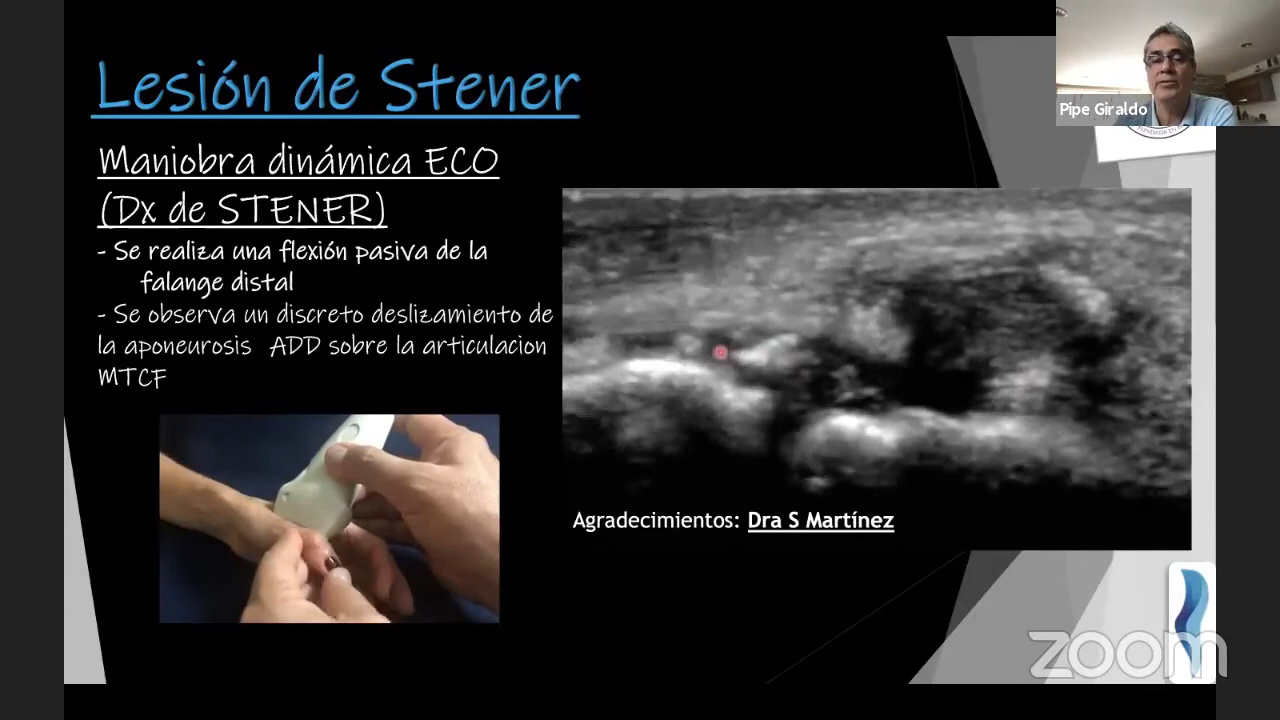 Lesión de Stener
Pipe Giraldo
Maniobra dinámica ECO
(Dx de STENER)
- Se realiza una flexión pasiva de la
falange distal
- Se observa un discreto deslizamiento de
la aponeurosis ADD sobre la articulacion
MTCF
Agradecimientos: Dra S Martínez
zoom